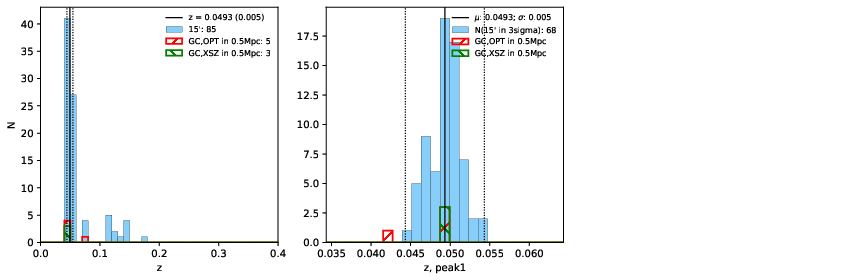 z = 0.0493 (0.005)
15': 85
GC,OPT in 0.5Mpc: 5
GC,XSZ in 0.5Mpc: 3
40
35
30
25
20
15
10
5
0
N
0.0
0.1
0.2
0.3
0.4
z
μ: 0.0493; σ: 0.005
N(15' in 3sigma): 68
GC,OPT in 0.5Mpc
GC,XSZ in 0.5Mpc
17.5
15.0
12.5
10.0
7.5
5.0
2.5
0.0
0.035
0.040
0.045
0.050
0.055
0.060
z, peak1